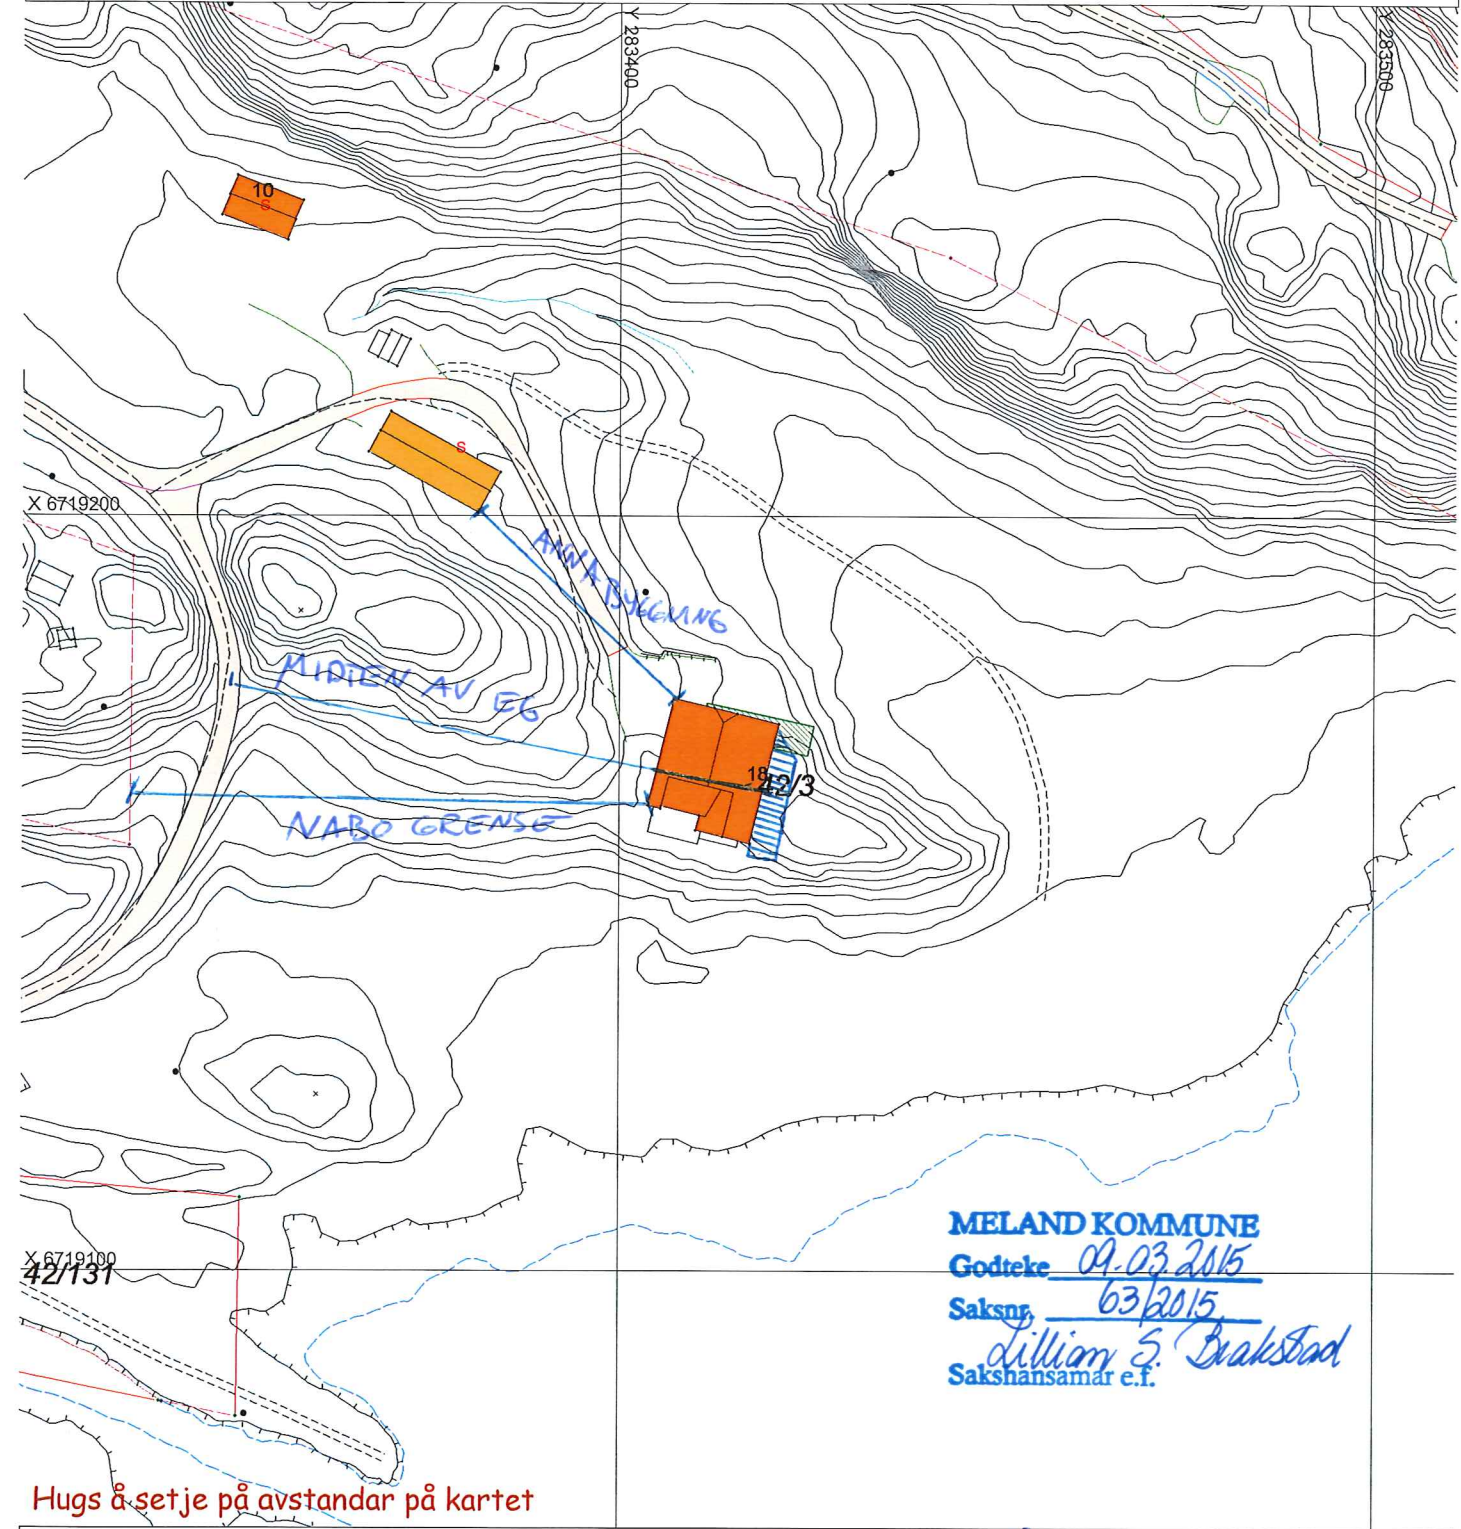 Y 283400
Y 283500
10
S
S
X 6719200
ANNA BYGGING
MIDTEN AV EG
18
42/3
NABO GRENSE
MELAND KOMMUNE
Godteke 09.03.2015
Saksnr. 63/2015
Lillian S. Brakstad
Sakshansamar e.f.
X 6719100
42/131
Hugs å setje på avstandar på kartet